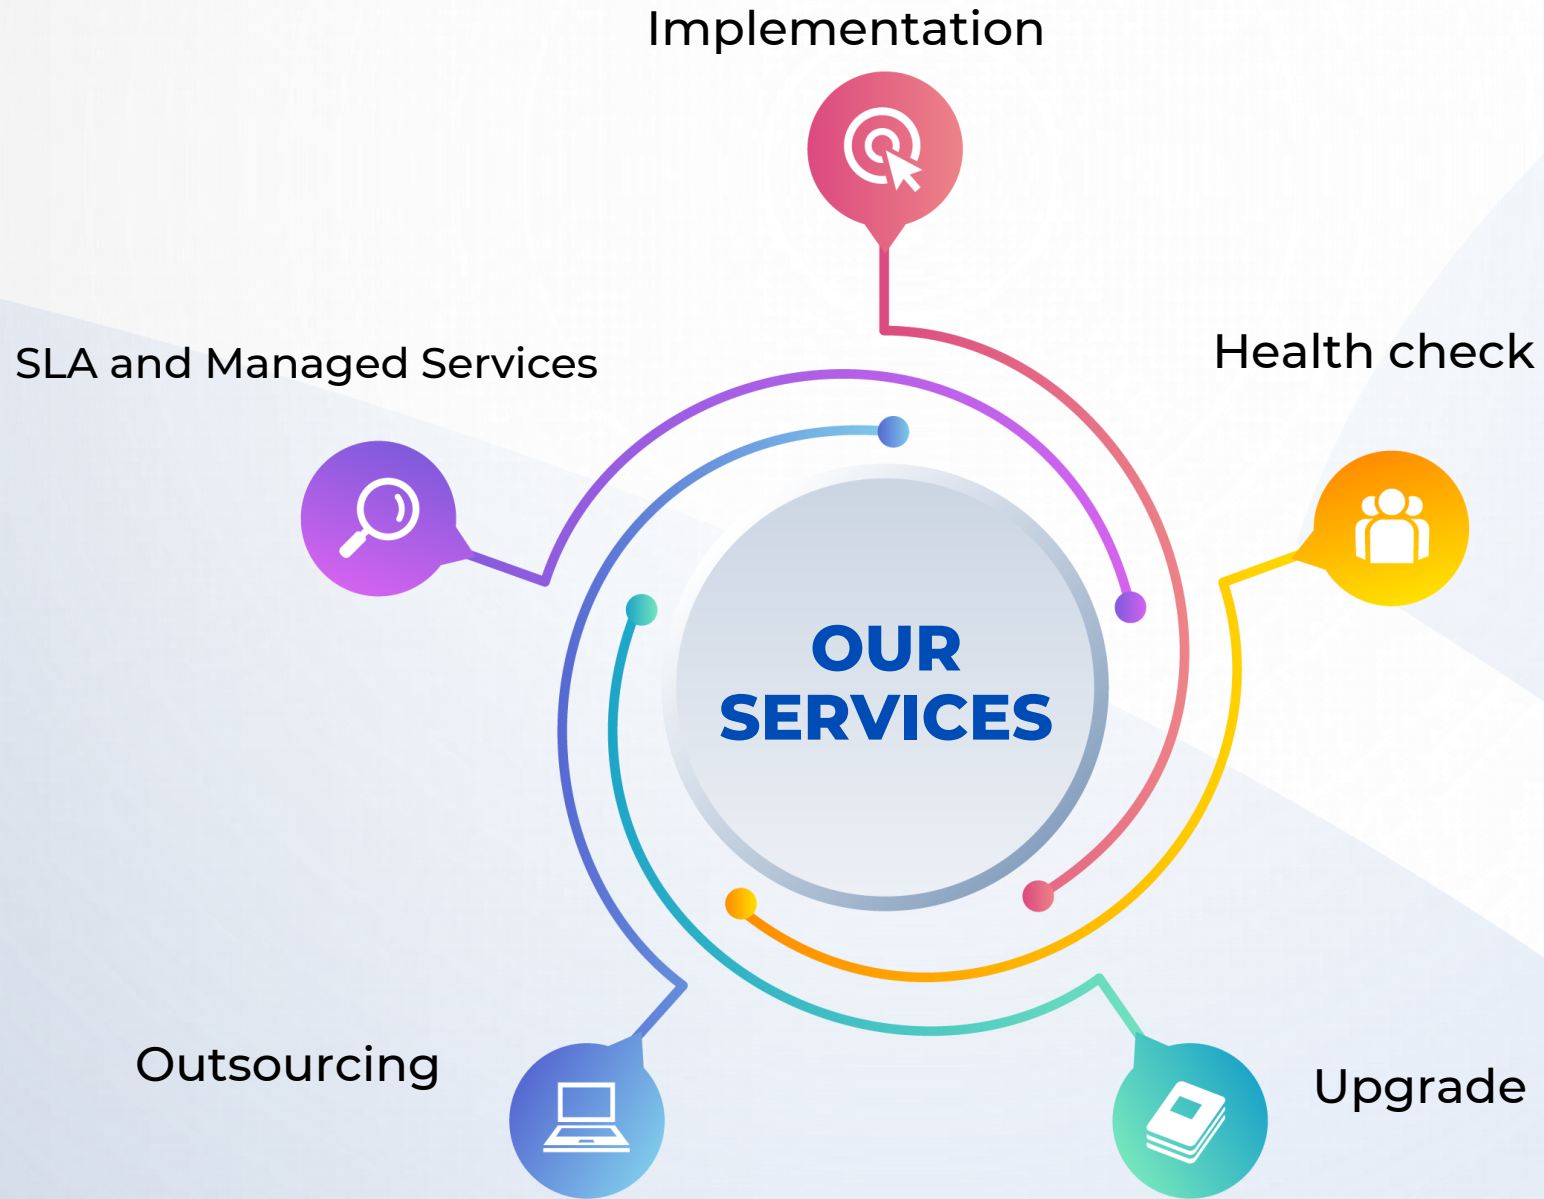 Implementation
SLA and Managed Services
Health check
OUR
SERVICES
Outsourcing
Upgrade